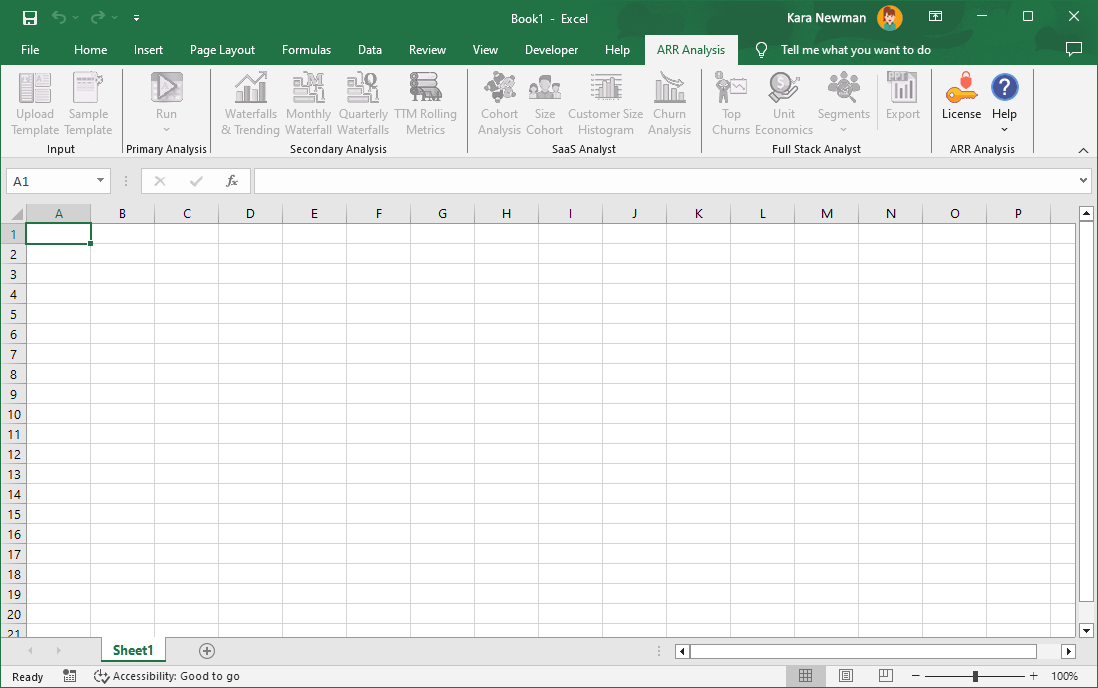 Book1 - Excel
Kara Newman
File Home Insert Page Layout Formulas Data Review View Developer Help ARR Analysis Tell me what you want to do
Upload Template
Sample Template
Run
Waterfalls & Trending
Monthly Waterfall
Quarterly Waterfalls
TTM Rolling Metrics
Cohort Analysis
Size Cohort
Customer Size Histogram
Churn Analysis
Top Churns
Unit Economics
Segments
PPT
Export
License
Help
Input Primary Analysis Secondary Analysis SaaS Analyst Full Stack Analyst ARR Analysis
A1 fx
A B C D E F G H I J K L M N O P
1
2
3
4
5
6
7
8
9
10
11
12
13
14
15
16
17
18
19
20
21
Sheet1
Ready Accessibility: Good to go 100%